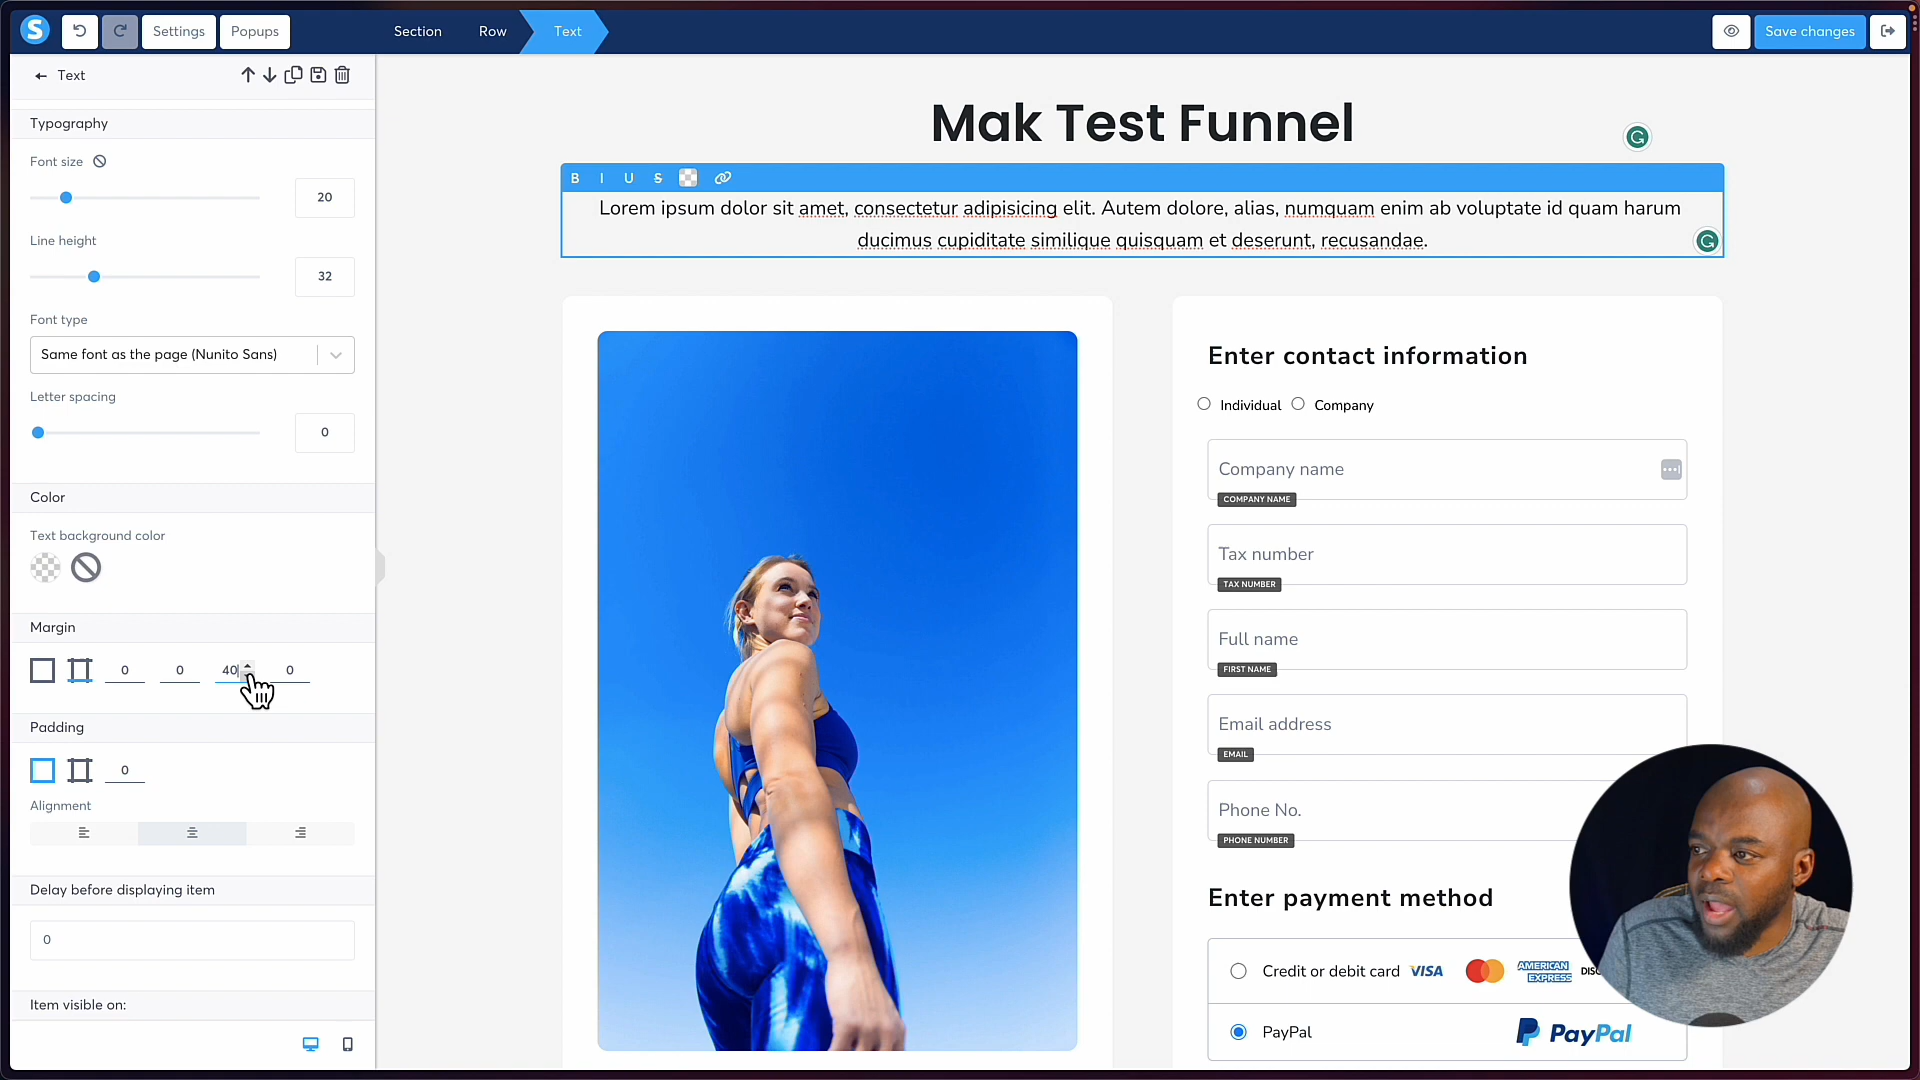 S
Settings
Popups
Section
Row
Text
Save changes
Text
Typography
Font size
20
Line height
32
Font type
Same font as the page (Nunito Sans)
Letter spacing
0
Color
Text background color
Margin
0 0 40 0
Padding
0
Alignment
Delay before displaying item
0
Item visible on:
Mak Test Funnel
B I U S
Lorem ipsum dolor sit amet, consectetur adipisicing elit. Autem dolore, alias, numquam enim ab voluptate id quam harum
ducimus cupiditate similique quisquam et deserunt, recusandae.
Enter contact information
Individual Company
Company name
COMPANY NAME
Tax number
TAX NUMBER
Full name
FIRST NAME
Email address
EMAIL
Phone No.
PHONE NUMBER
Enter payment method
Credit or debit card VISA AMERICAN EXPRESS DISC
PayPal PayPal